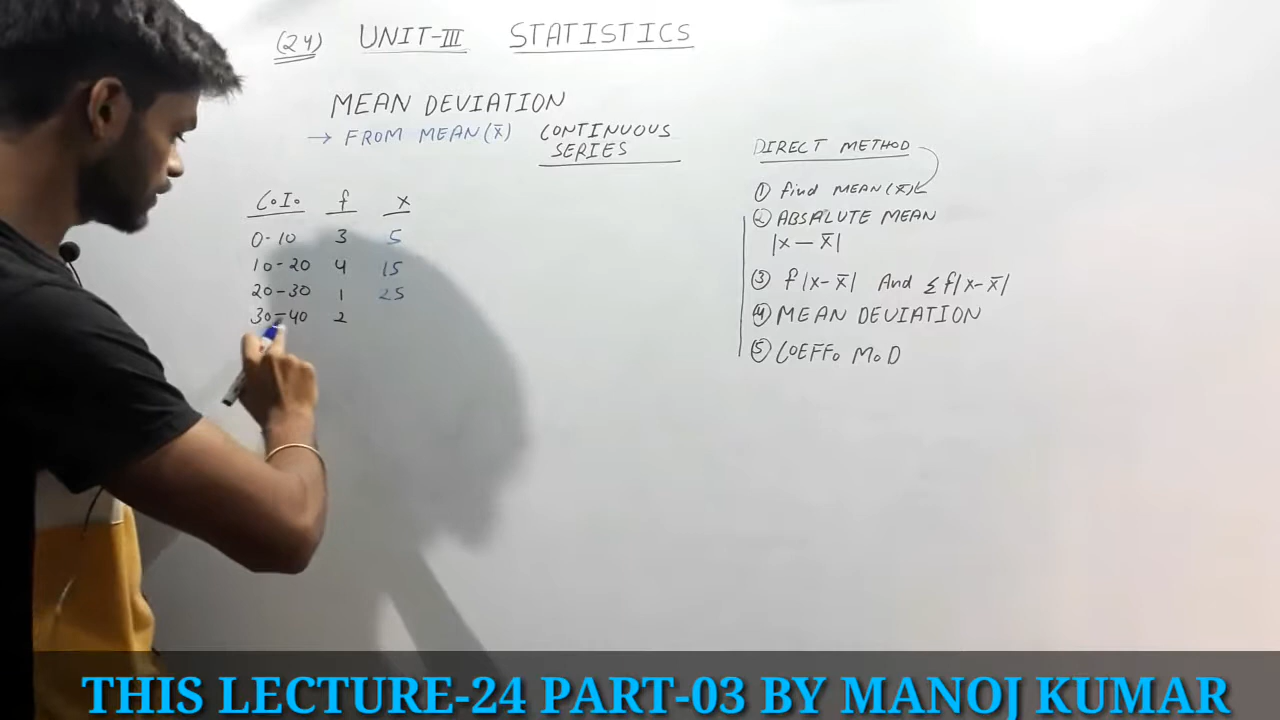 (24) UNIT-III STATISTICS
MEAN DEVIATION
→ FROM MEAN (x̄) CONTINUOUS
SERIES
C.I. f x
0-10 3 5
10-20 4 15
20-30 1 25
30-40 2
DIRECT METHOD
① find MEAN (x̄)
② ABSALUTE MEAN
|x - x̄|
③ f|x-x̄| And Σf|x-x̄|
④ MEAN DEVIATION
⑤ COEFF. M.D
THIS LECTURE-24 PART-03 BY MANOJ KUMAR